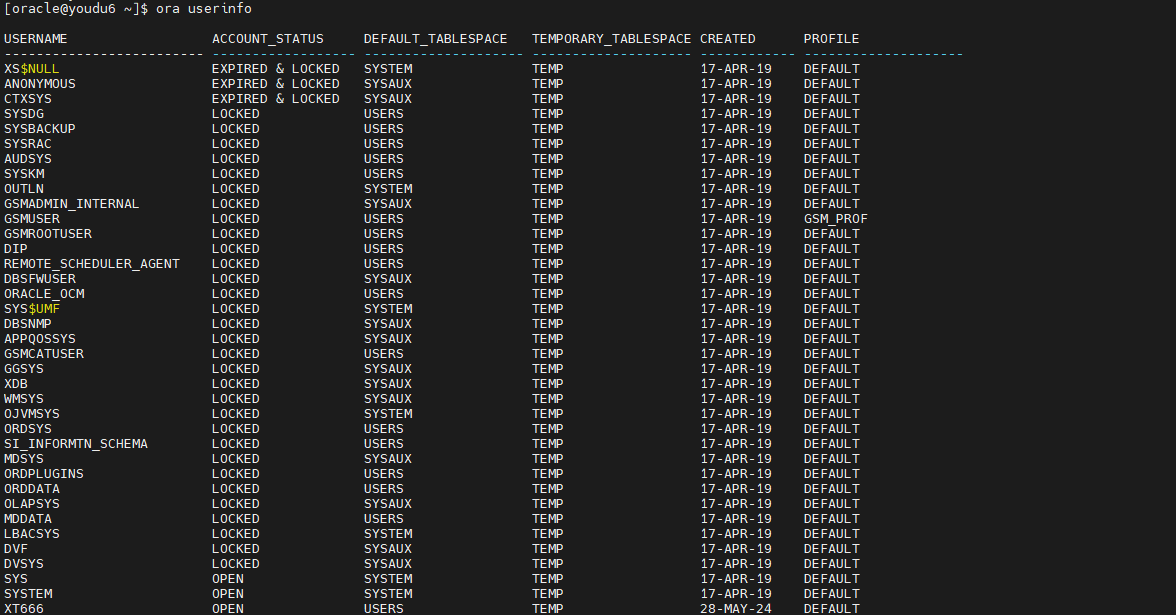 [oracle@youdu6 ~]$ ora userinfo
USERNAME                  ACCOUNT_STATUS     DEFAULT_TABLESPACE   TEMPORARY_TABLESPACE CREATED      PROFILE
------------------------- ------------------ -------------------- -------------------- ------------ --------------------
XS$NULL                   EXPIRED & LOCKED   SYSTEM               TEMP                 17-APR-19    DEFAULT
ANONYMOUS                 EXPIRED & LOCKED   SYSAUX               TEMP                 17-APR-19    DEFAULT
CTXSYS                    EXPIRED & LOCKED   SYSAUX               TEMP                 17-APR-19    DEFAULT
SYSDG                     LOCKED             USERS                TEMP                 17-APR-19    DEFAULT
SYSBACKUP                 LOCKED             USERS                TEMP                 17-APR-19    DEFAULT
SYSRAC                    LOCKED             USERS                TEMP                 17-APR-19    DEFAULT
AUDSYS                    LOCKED             USERS                TEMP                 17-APR-19    DEFAULT
SYSKM                     LOCKED             USERS                TEMP                 17-APR-19    DEFAULT
OUTLN                     LOCKED             SYSTEM               TEMP                 17-APR-19    DEFAULT
GSMADMIN_INTERNAL         LOCKED             SYSAUX               TEMP                 17-APR-19    DEFAULT
GSMUSER                   LOCKED             USERS                TEMP                 17-APR-19    GSM_PROF
GSMROOTUSER               LOCKED             USERS                TEMP                 17-APR-19    DEFAULT
DIP                       LOCKED             USERS                TEMP                 17-APR-19    DEFAULT
REMOTE_SCHEDULER_AGENT    LOCKED             USERS                TEMP                 17-APR-19    DEFAULT
DBSFWUSER                 LOCKED             SYSAUX               TEMP                 17-APR-19    DEFAULT
ORACLE_OCM                LOCKED             USERS                TEMP                 17-APR-19    DEFAULT
SYS$UMF                   LOCKED             SYSTEM               TEMP                 17-APR-19    DEFAULT
DBSNMP                    LOCKED             SYSAUX               TEMP                 17-APR-19    DEFAULT
APPQOSSYS                 LOCKED             SYSAUX               TEMP                 17-APR-19    DEFAULT
GSMCATUSER                LOCKED             USERS                TEMP                 17-APR-19    DEFAULT
GGSYS                     LOCKED             SYSAUX               TEMP                 17-APR-19    DEFAULT
XDB                       LOCKED             SYSAUX               TEMP                 17-APR-19    DEFAULT
WMSYS                     LOCKED             SYSAUX               TEMP                 17-APR-19    DEFAULT
OJVMSYS                   LOCKED             SYSTEM               TEMP                 17-APR-19    DEFAULT
ORDSYS                    LOCKED             USERS                TEMP                 17-APR-19    DEFAULT
SI_INFORMTN_SCHEMA        LOCKED             USERS                TEMP                 17-APR-19    DEFAULT
MDSYS                     LOCKED             SYSAUX               TEMP                 17-APR-19    DEFAULT
ORDPLUGINS                LOCKED             USERS                TEMP                 17-APR-19    DEFAULT
ORDDATA                   LOCKED             USERS                TEMP                 17-APR-19    DEFAULT
OLAPSYS                   LOCKED             SYSAUX               TEMP                 17-APR-19    DEFAULT
MDDATA                    LOCKED             USERS                TEMP                 17-APR-19    DEFAULT
LBACSYS                   LOCKED             SYSTEM               TEMP                 17-APR-19    DEFAULT
DVF                       LOCKED             SYSAUX               TEMP                 17-APR-19    DEFAULT
DVSYS                     LOCKED             SYSAUX               TEMP                 17-APR-19    DEFAULT
SYS                       OPEN               SYSTEM               TEMP                 17-APR-19    DEFAULT
SYSTEM                    OPEN               SYSTEM               TEMP                 17-APR-19    DEFAULT
XT666                     OPEN               USERS                TEMP                 28-MAY-24    DEFAULT